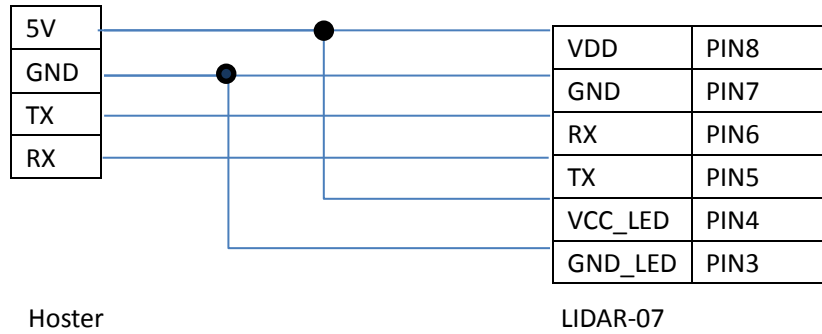 5V
GND
TX
RX
VDD PIN8
GND PIN7
RX PIN6
TX PIN5
VCC_LED PIN4
GND_LED PIN3
Hoster
LIDAR-07